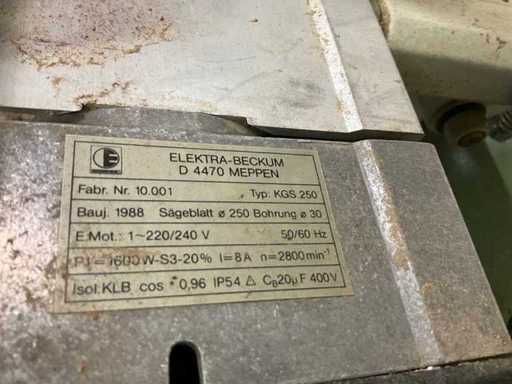 ELEKTRA-BECKUM
D 4470 MEPPEN
Fabr. Nr. 10.001 Typ: KGS 250
Bauj. 1988 Sägeblatt ø 250 Bohrung ø 30
E.Mot.: 1~220/240 V 50/60 Hz
P1=1600W-S3-20% I=8A n=2800min⁻¹
Isol.KLB cos 0,96 IP54 △ CB20µF 400V